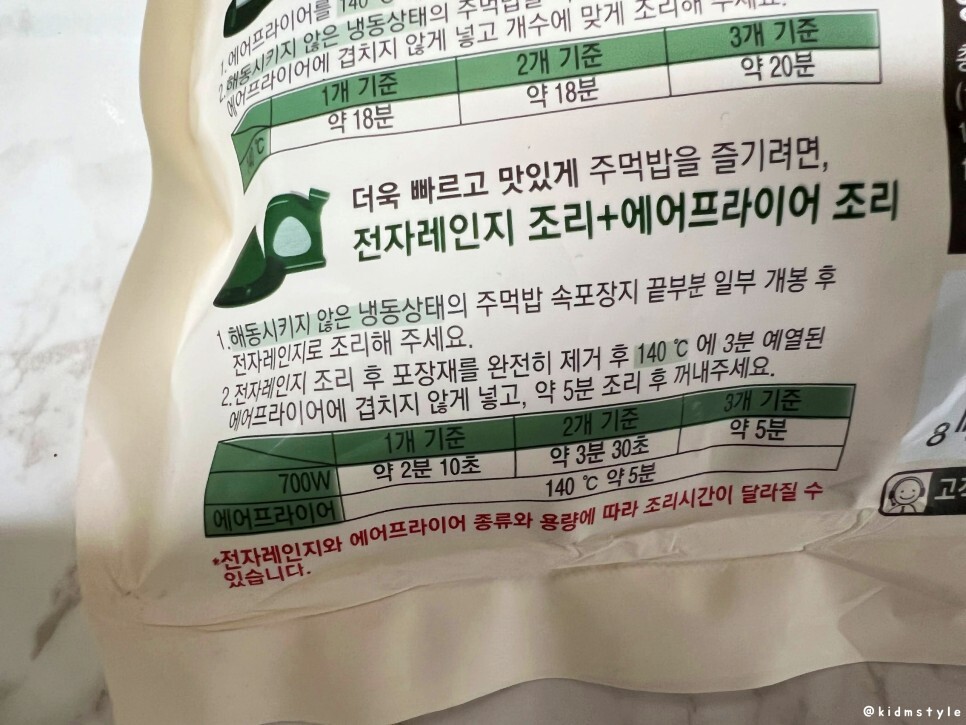 1.에어프라이어를 140 ℃
2.해동시키지 않은 냉동상태의 주먹밥을
에어프라이어에 겹치지 않게 넣고 개수에 맞게 조리해 주세요.
1개 기준 2개 기준 3개 기준
℃ 약 18분 약 18분 약 20분
더욱 빠르고 맛있게 주먹밥을 즐기려면,
전자레인지 조리+에어프라이어 조리
1.해동시키지 않은 냉동상태의 주먹밥 속포장지 끝부분 일부 개봉 후
전자레인지로 조리해 주세요.
2.전자레인지 조리 후 포장재를 완전히 제거 후 140 ℃ 에 3분 예열된
에어프라이어에 겹치지 않게 넣고, 약 5분 조리 후 꺼내주세요.
1개 기준 2개 기준 3개 기준
700W 약 2분 10초 약 3분 30초 약 5분
에어프라이어 140 ℃ 약 5분
*전자레인지와 에어프라이어 종류와 용량에 따라 조리시간이 달라질 수
있습니다.
8
고객
@kidmstyle